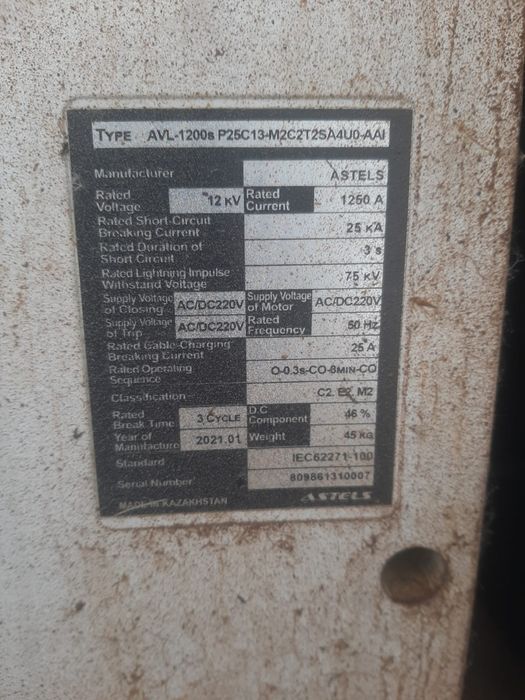 TYPE AVL-1200s P25C13-M2C2T2SA4U0-AAI
Manufacturer ASTELS
Rated Voltage 12 KV Rated Current 1250 A
Rated Short-Circuit Breaking Current 25 KA
Rated Duration of Short Circuit 3 s
Rated Lightning Impulse Withstand Voltage 75 KV
Supply Voltage of Closing AC/DC220V Supply Voltage of Motor AC/DC220V
Supply Voltage of Trip AC/DC220V Rated Frequency 50 Hz
Rated Cable-Charging Breaking Current 25 A
Rated Operating Sequence O-0.3s-CO-3MIN-CO
Classification C2, E2, M2
Rated Break Time 3 CYCLE D.C Component 46 %
Year of Manufacture 2021.01 Weight 45 KG
Standard IEC62271-100
Serial Number 809861310007
MADE IN KAZAKHSTAN ASTELS